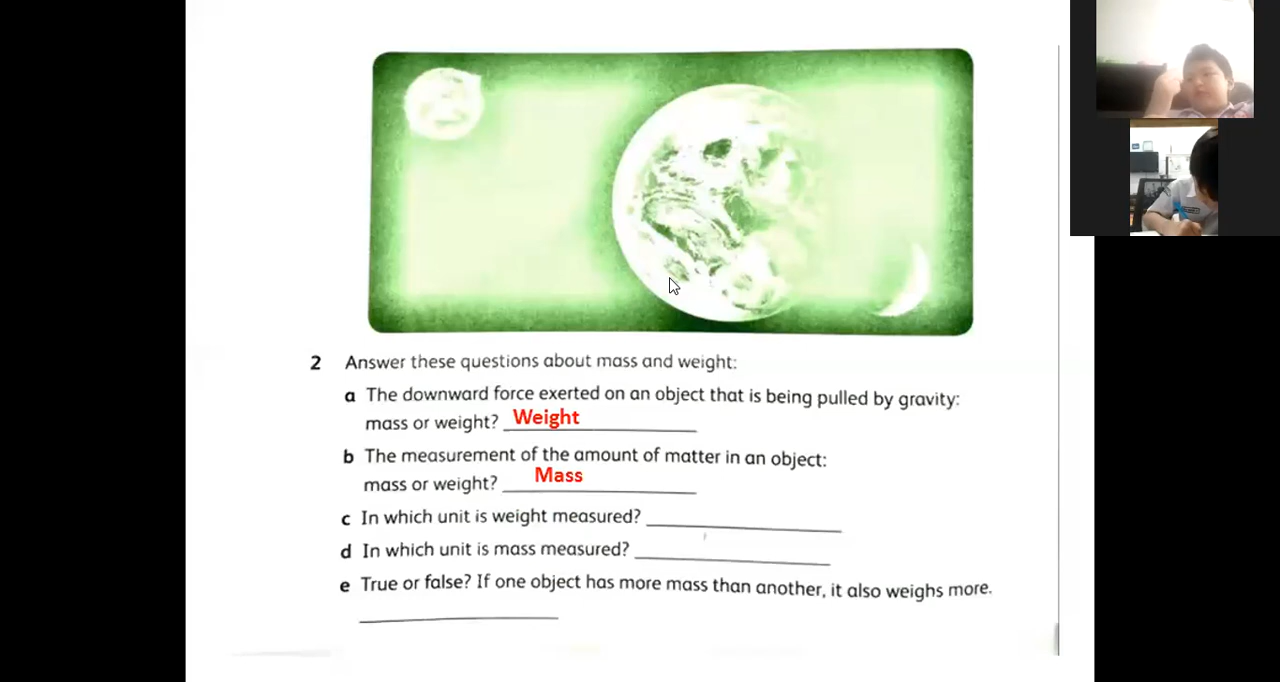 2 Answer these questions about mass and weight:
a The downward force exerted on an object that is being pulled by gravity:
mass or weight? Weight
b The measurement of the amount of matter in an object:
mass or weight? Mass
c In which unit is weight measured?
d In which unit is mass measured?
e True or false? If one object has more mass than another, it also weighs more.